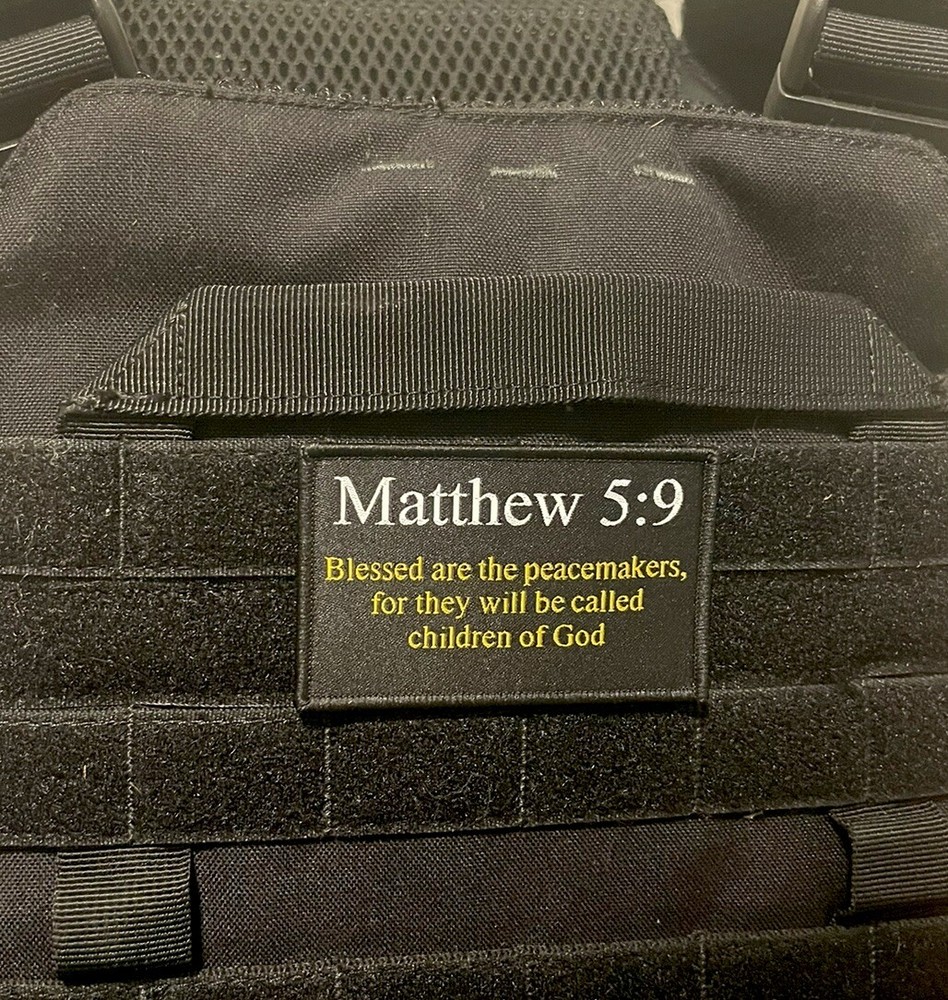 Matthew 5:9
Blessed are the peacemakers,
for they will be called
children of God